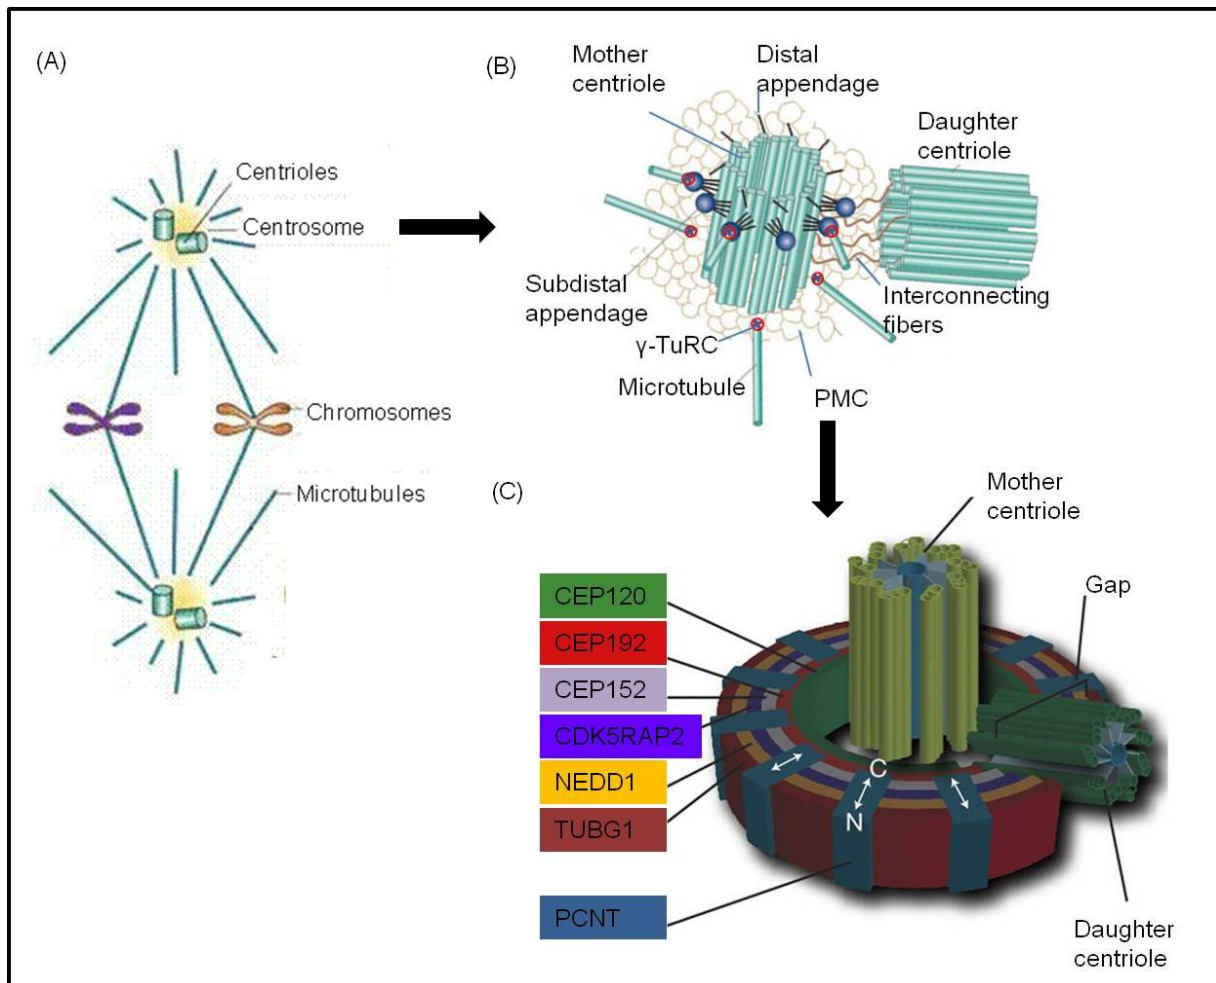 (A)
Centrioles
Centrosome
Chromosomes
Microtubules
(B)
Mother
centriole
Distal
appendage
Daughter
centriole
Subdistal
appendage
Interconnecting
fibers
γ-TuRC
Microtubule
PMC
(C)
Mother
centriole
Gap
CEP120
CEP192
CEP152
CDK5RAP2
NEDD1
TUBG1
PCNT
C
N
Daughter
centriole